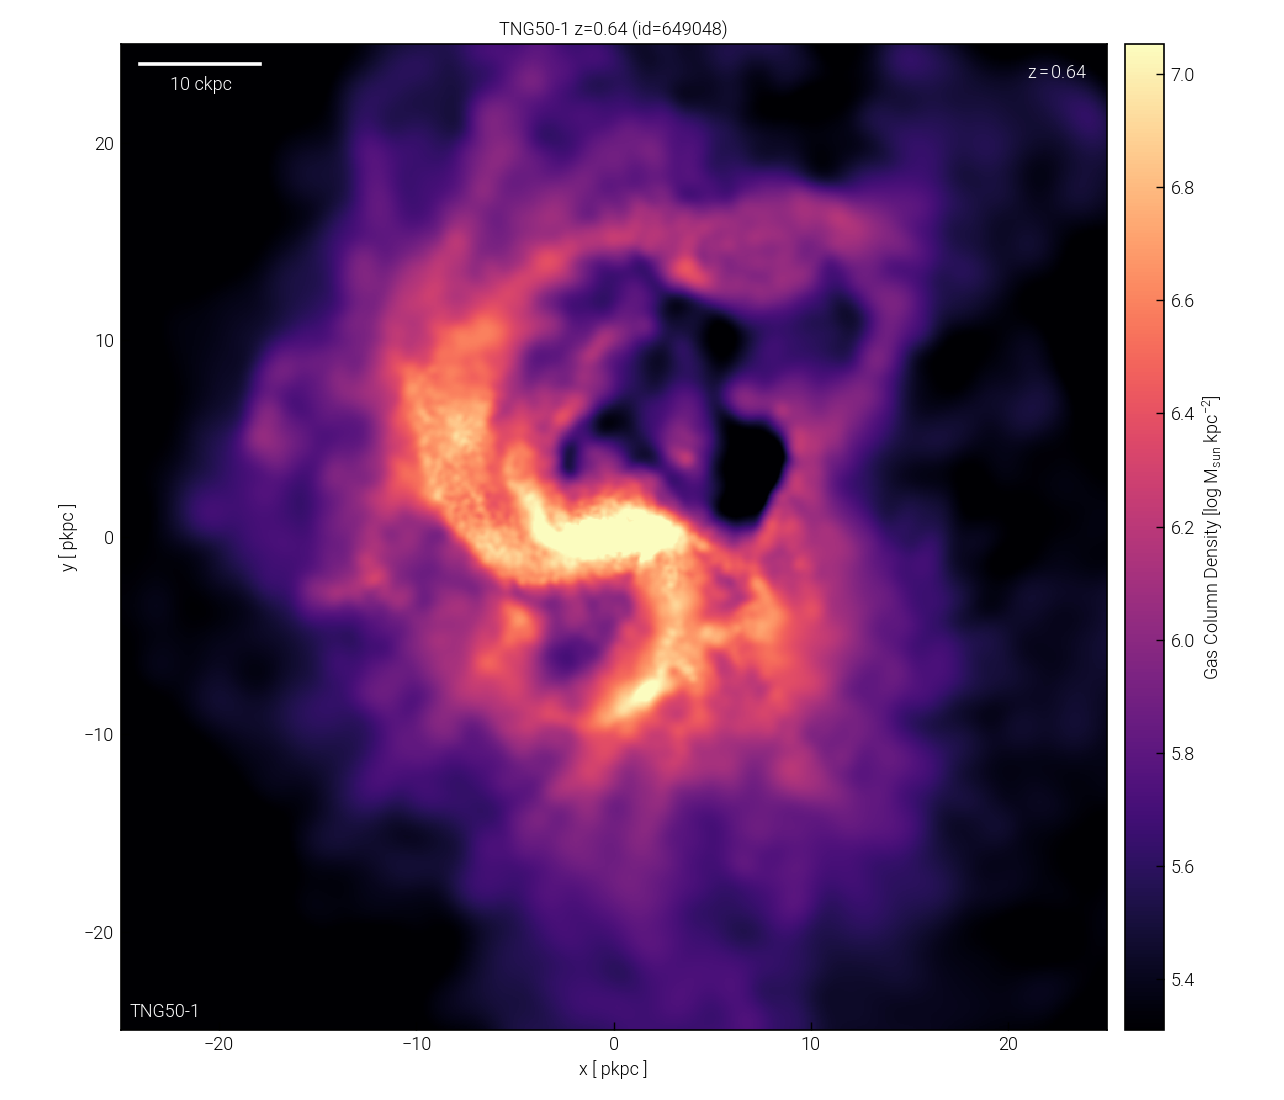 TNG50-1 z=0.64 (id=649048)
10 ckpc
z=0.64
TNG50-1
20
10
0
−10
−20
y [ pkpc ]
−20
−10
0
10
20
x [ pkpc ]
7.0
6.8
6.6
6.4
6.2
6.0
5.8
5.6
5.4
Gas Column Density [log M_sun kpc^−2]